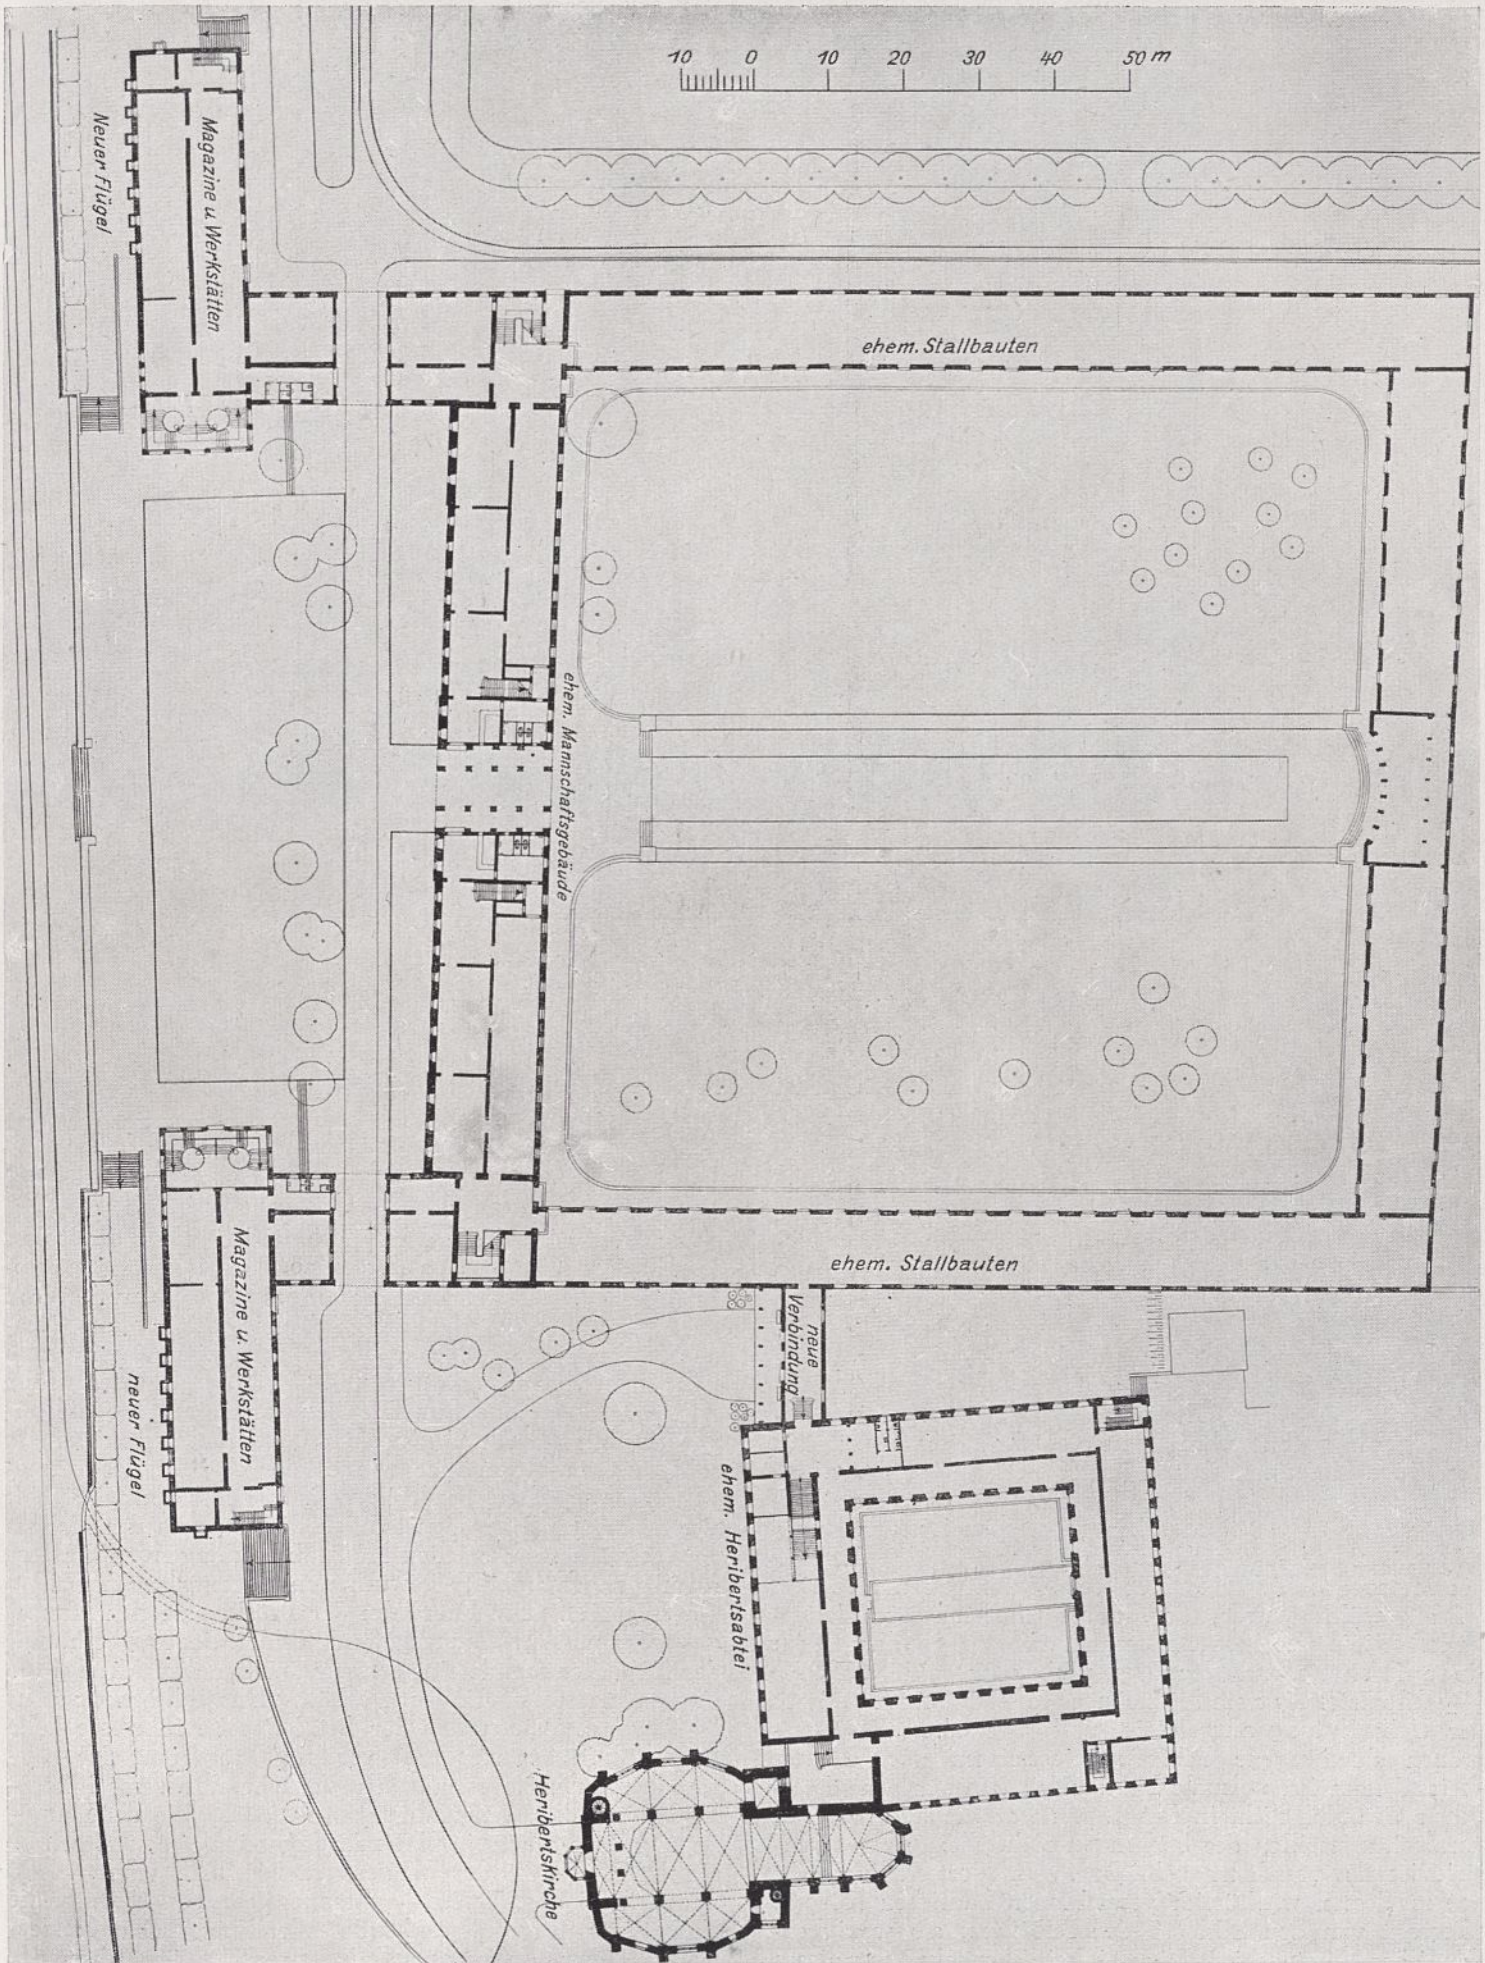 10 0 10 20 30 40 50 m
Neuer Flügel
Magazine u. Werkstätten
ehem. Stallbauten
ehem. Mannschaftsgebäude
ehem. Stallbauten
neue
Verbindung
Magazine u. Werkstätten
neuer Flügel
ehem. Heribertsabtei
Heribertskirche